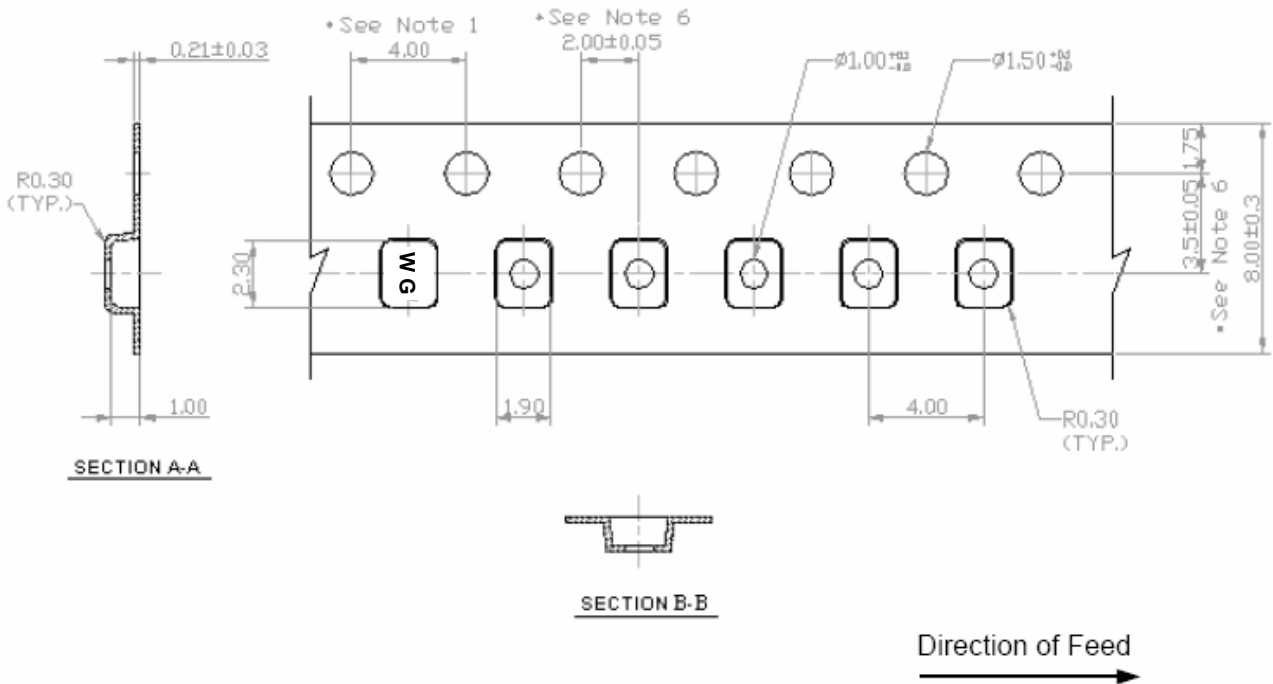 *See Note 1
4.00
*See Note 6
2.00±0.05
0.21±0.03
ø1.00
ø1.50
R0.30
(TYP.)
1.75
3.5±0.05
*See Note 6
8.00±0.3
2.30
W G
1.00
1.90
4.00
R0.30
(TYP.)
SECTION A-A
SECTION B-B
Direction of Feed